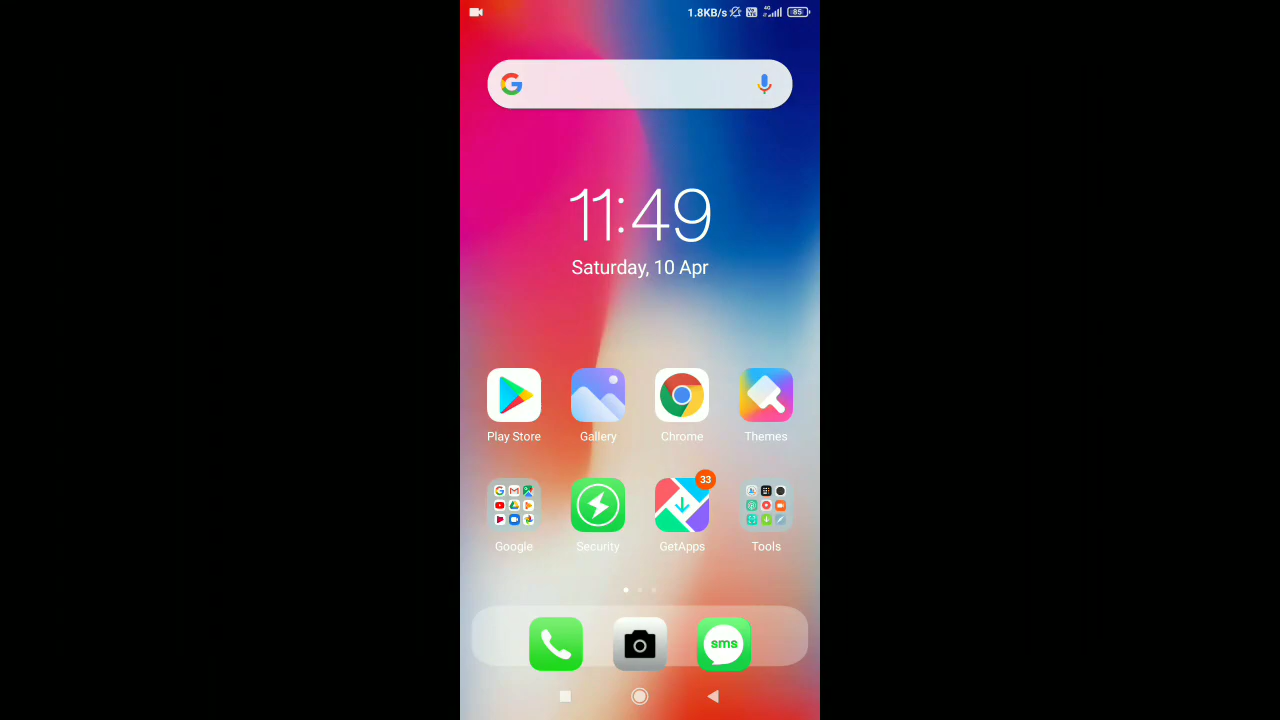 1.8KB/s 4G 85
11:49
Saturday, 10 Apr
Play Store Gallery Chrome Themes
33
Google Security GetApps Tools
sms